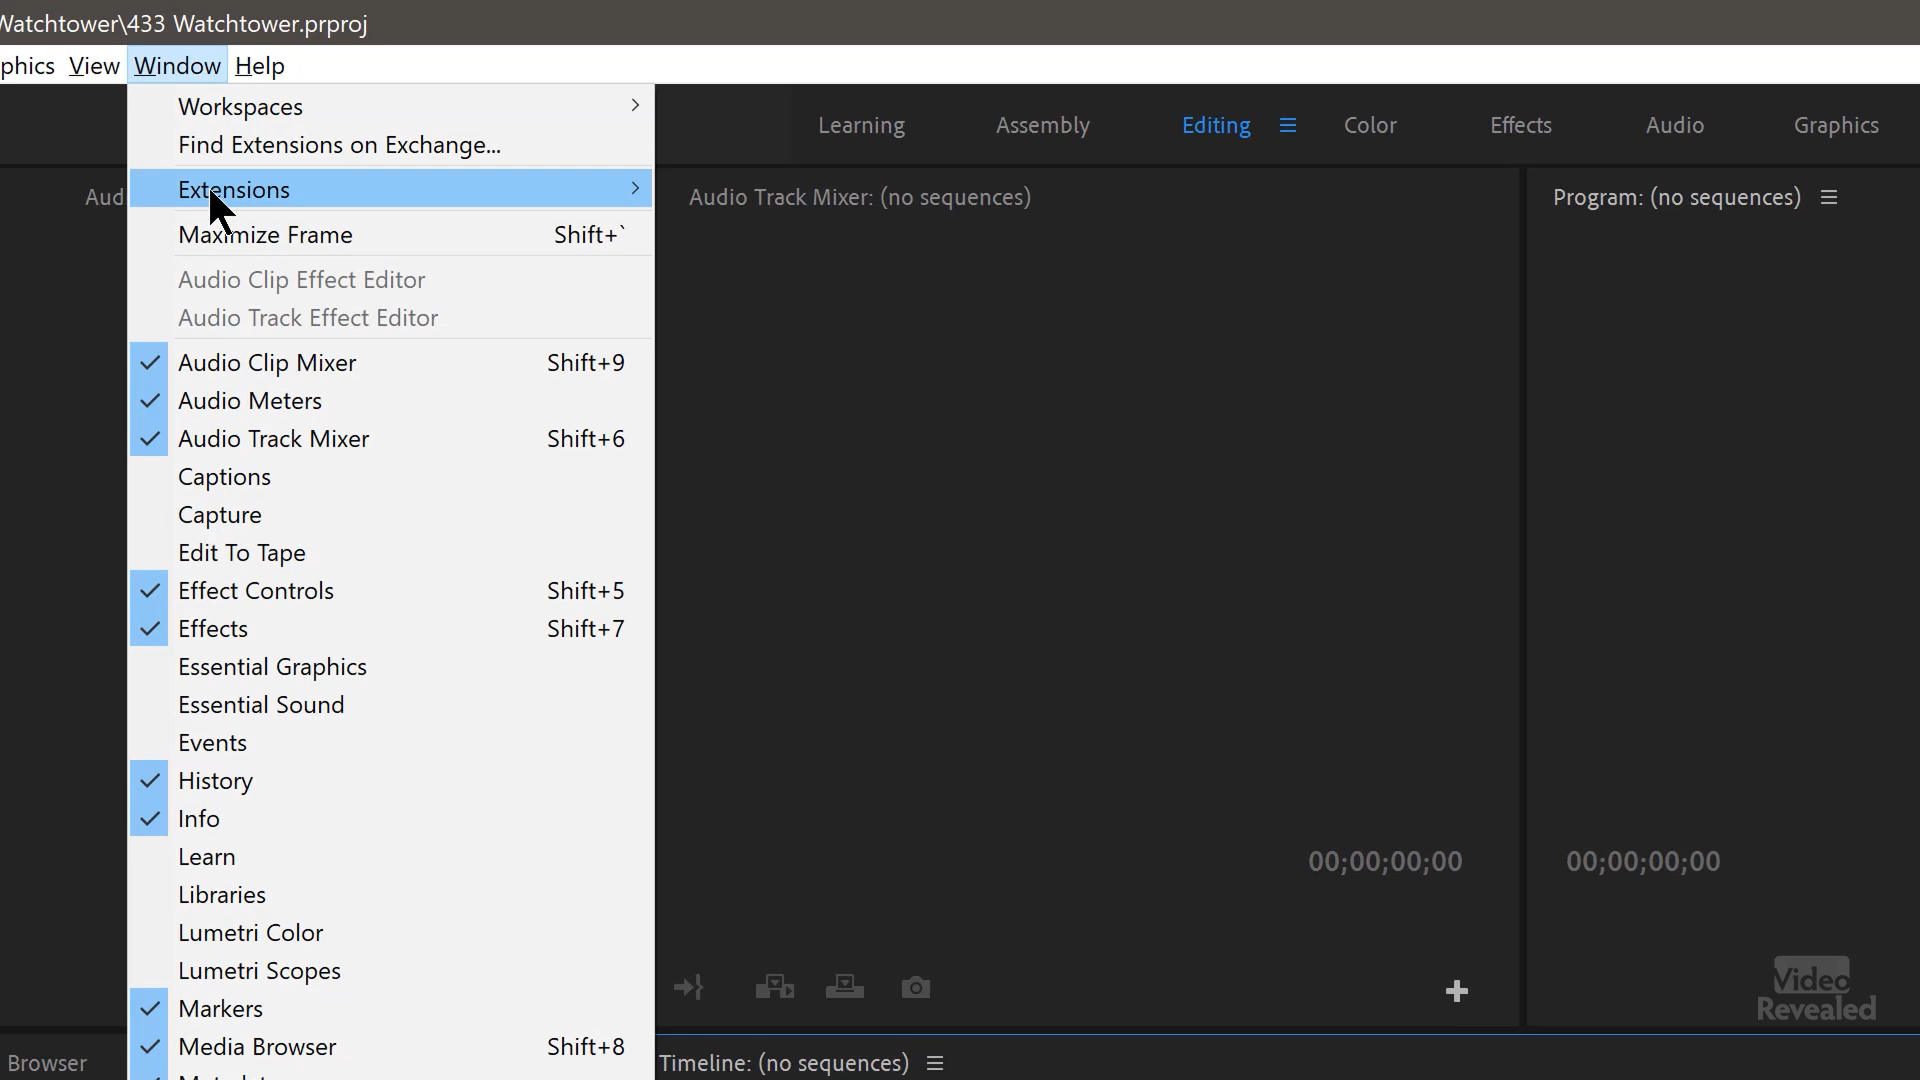 Watchtower\433 Watchtower.prproj
phics View Window Help
Workspaces
Find Extensions on Exchange...
Extensions
Maximize Frame Shift+`
Audio Clip Effect Editor
Audio Track Effect Editor
Audio Clip Mixer Shift+9
Audio Meters
Audio Track Mixer Shift+6
Captions
Capture
Edit To Tape
Effect Controls Shift+5
Effects Shift+7
Essential Graphics
Essential Sound
Events
History
Info
Learn
Libraries
Lumetri Color
Lumetri Scopes
Markers
Media Browser Shift+8
Learning Assembly Editing Color Effects Audio Graphics
Aud
Audio Track Mixer: (no sequences)
Program: (no sequences)
00;00;00;00
00;00;00;00
Video
Revealed
Browser
Timeline: (no sequences)